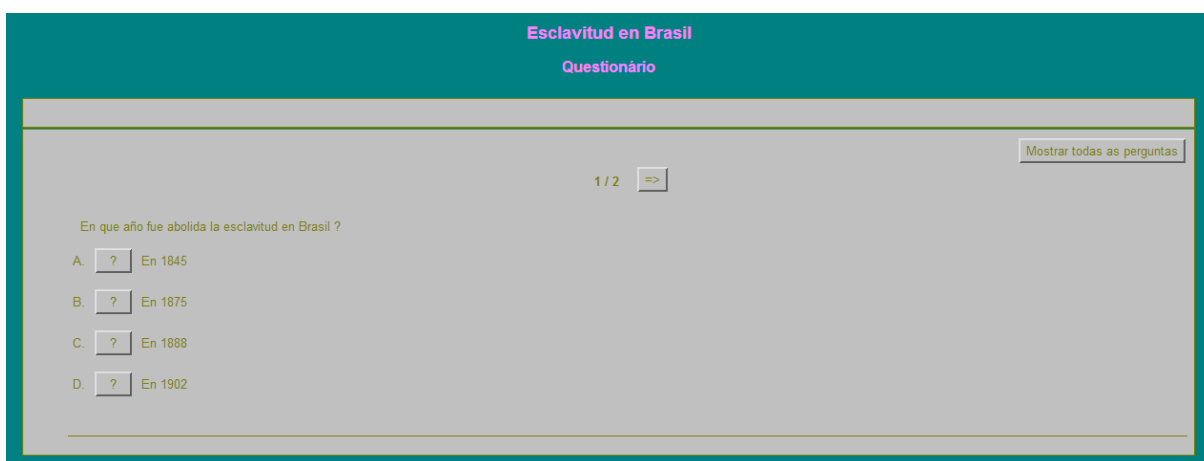 Esclavitud en Brasil
Questionário
Mostrar todas as perguntas
1 / 2 =>
En que año fue abolida la esclavitud en Brasil ?
A. ? En 1845
B. ? En 1875
C. ? En 1888
D. ? En 1902